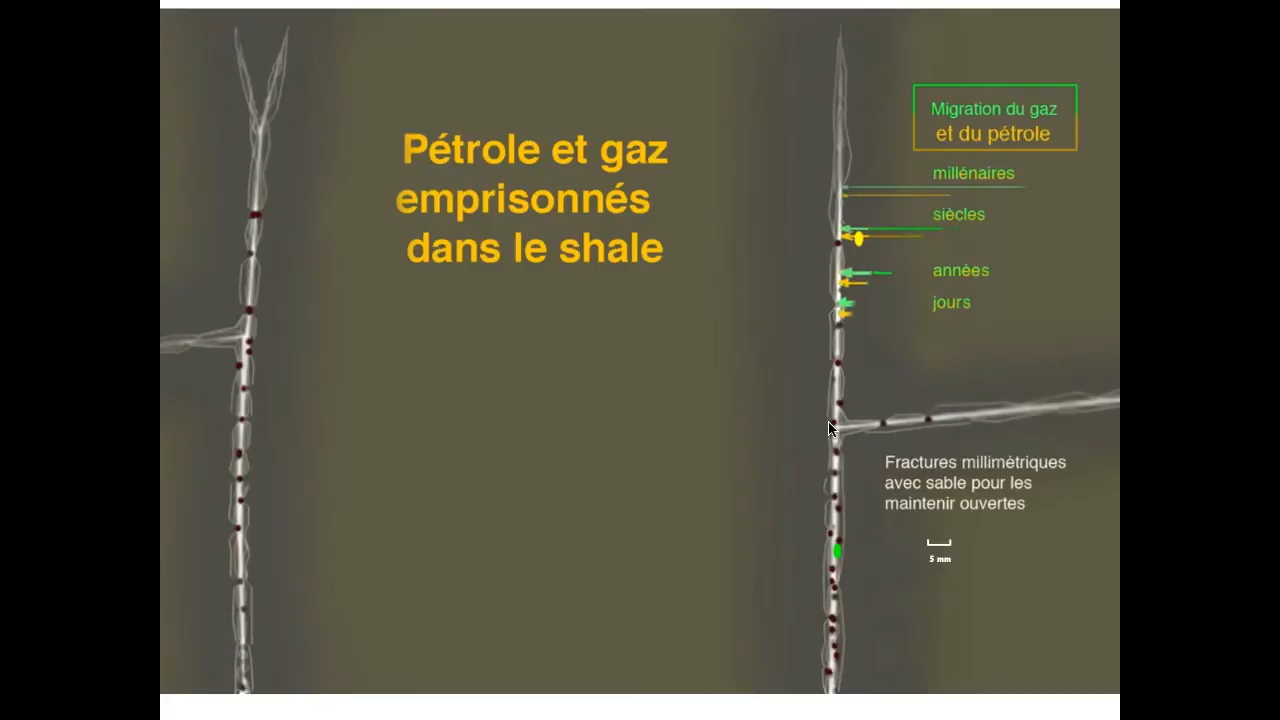 Pétrole et gaz
emprisonnés
dans le shale
Migration du gaz
et du pétrole
millénaires
siècles
années
jours
Fractures millimétriques
avec sable pour les
maintenir ouvertes
5 mm